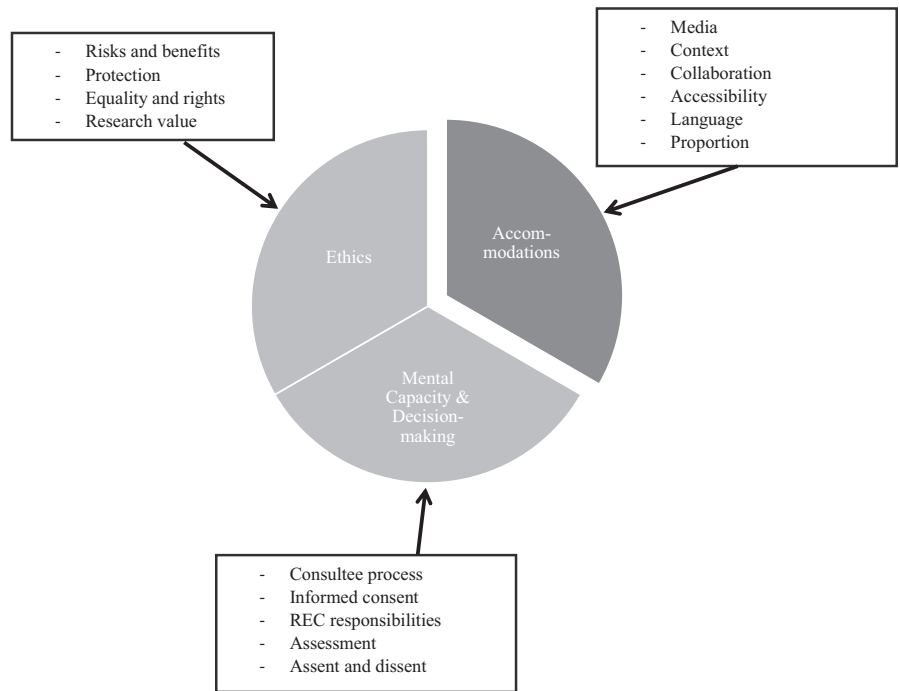 - Risks and benefits
- Protection
- Equality and rights
- Research value
- Media
- Context
- Collaboration
- Accessibility
- Language
- Proportion
Ethics
Accom-
modations
Mental
Capacity &
Decision-
making
- Consultee process
- Informed consent
- REC responsibilities
- Assessment
- Assent and dissent